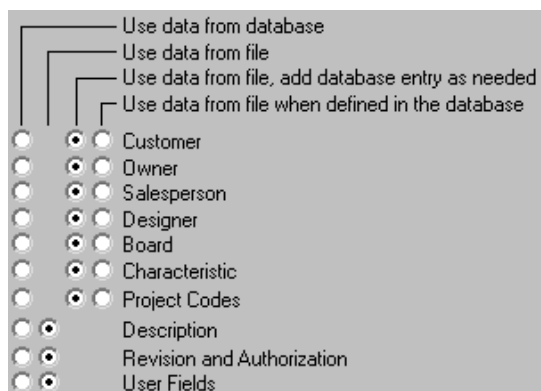 Use data from database
Use data from file
Use data from file, add database entry as needed
Use data from file when defined in the database
Customer
Owner
Salesperson
Designer
Board
Characteristic
Project Codes
Description
Revision and Authorization
User Fields